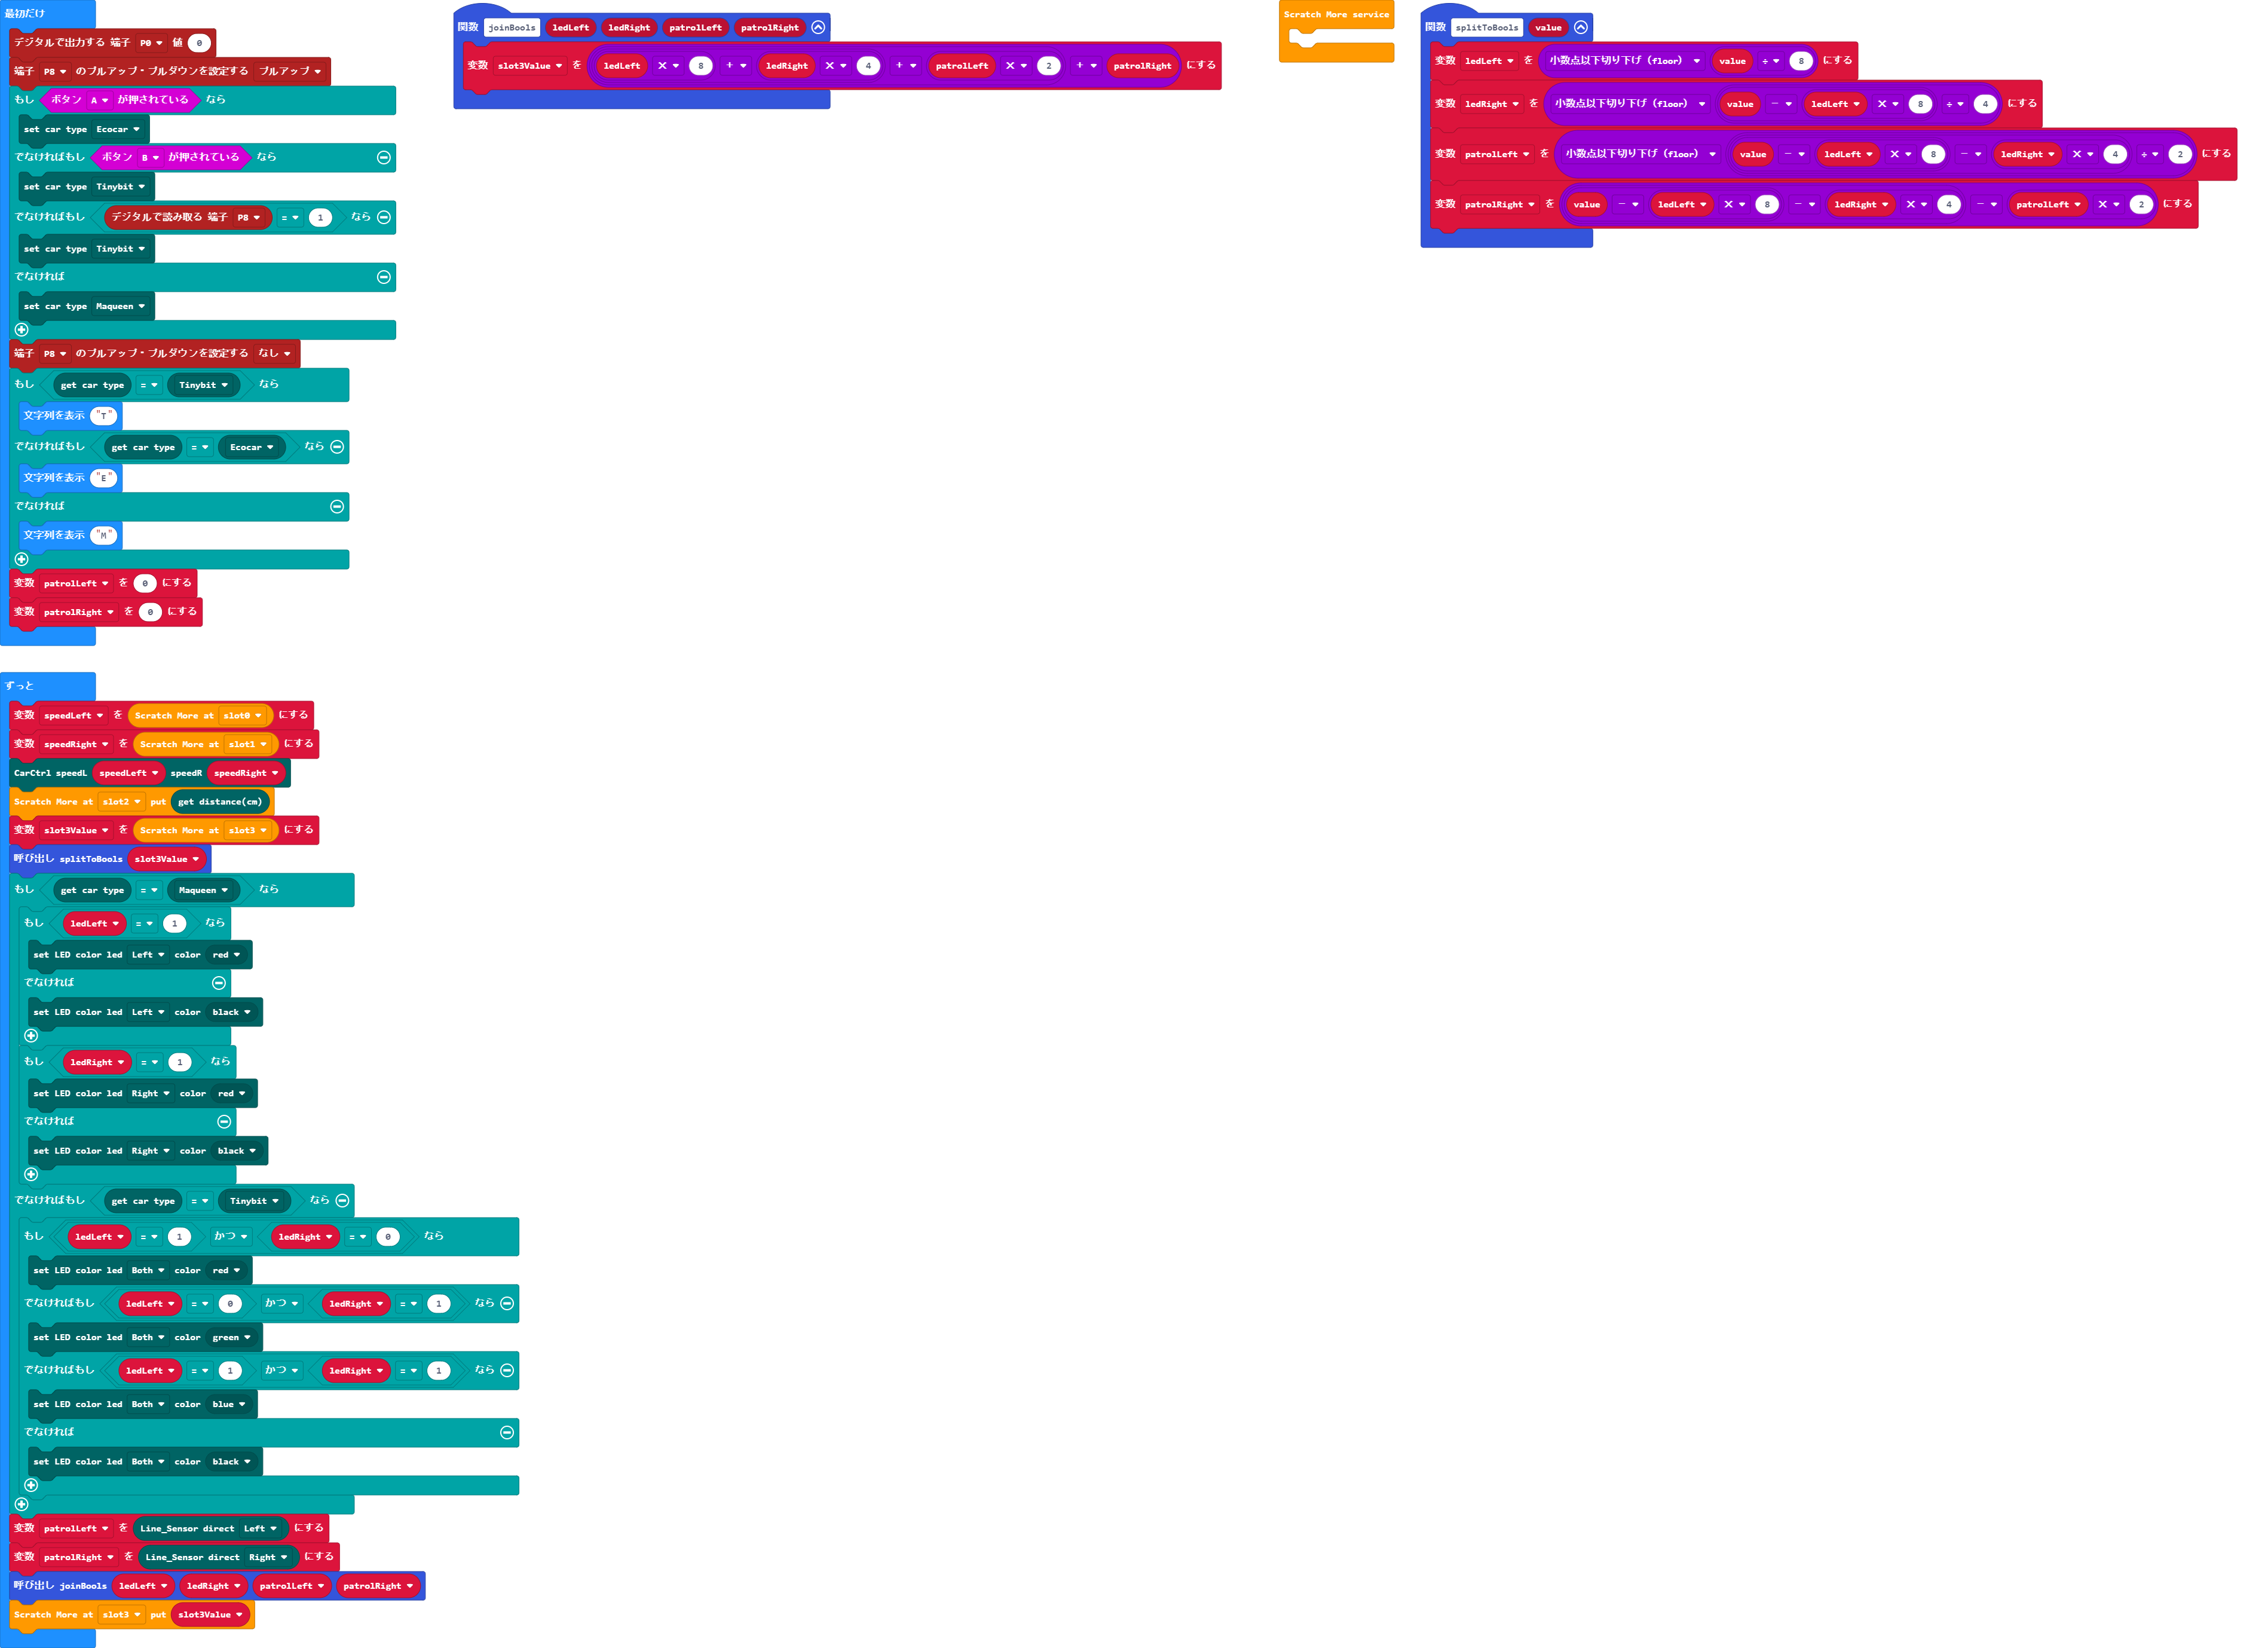 最初だけ
デジタルで出力する 端子 P0 値 0
端子 P8 のプルアップ・プルダウンを設定する プルアップ
もし ボタン A が押されている なら
set car type Ecocar
でなければもし ボタン B が押されている なら
set car type Tinybit
でなければもし デジタルで読み取る 端子 P8 = 1 なら
set car type Tinybit
でなければ
set car type Maqueen
端子 P8 のプルアップ・プルダウンを設定する なし
もし get car type = Tinybit なら
文字列を表示 "T"
でなければもし get car type = Ecocar なら
文字列を表示 "E"
でなければ
文字列を表示 "M"
変数 patrolLeft を 0 にする
変数 patrolRight を 0 にする
関数 joinBools ledLeft ledRight patrolLeft patrolRight
変数 slot3Value を ledLeft × 8 + ledRight × 4 + patrolLeft × 2 + patrolRight にする
Scratch More service
関数 splitToBools value
変数 ledLeft を 小数点以下切り下げ (floor) value ÷ 8 にする
変数 ledRight を 小数点以下切り下げ (floor) value - ledLeft × 8 ÷ 4 にする
変数 patrolLeft を 小数点以下切り下げ (floor) value - ledLeft × 8 - ledRight × 4 ÷ 2 にする
変数 patrolRight を value - ledLeft × 8 - ledRight × 4 - patrolLeft × 2 にする
ずっと
変数 speedLeft を Scratch More at slot0 にする
変数 speedRight を Scratch More at slot1 にする
CarCtrl speedL speedLeft speedR speedRight
Scratch More at slot2 put get distance(cm)
変数 slot3Value を Scratch More at slot3 にする
呼び出し splitToBools slot3Value
もし get car type = Maqueen なら
もし ledLeft = 1 なら
set LED color led Left color red
でなければ
set LED color led Left color black
もし ledRight = 1 なら
set LED color led Right color red
でなければ
set LED color led Right color black
でなければもし get car type = Tinybit なら
もし ledLeft = 1 かつ ledRight = 0 なら
set LED color led Both color red
でなければもし ledLeft = 0 かつ ledRight = 1 なら
set LED color led Both color green
でなければもし ledLeft = 1 かつ ledRight = 1 なら
set LED color led Both color blue
でなければ
set LED color led Both color black
変数 patrolLeft を Line_Sensor direct Left にする
変数 patrolRight を Line_Sensor direct Right にする
呼び出し joinBools ledLeft ledRight patrolLeft patrolRight
Scratch More at slot3 put slot3Value